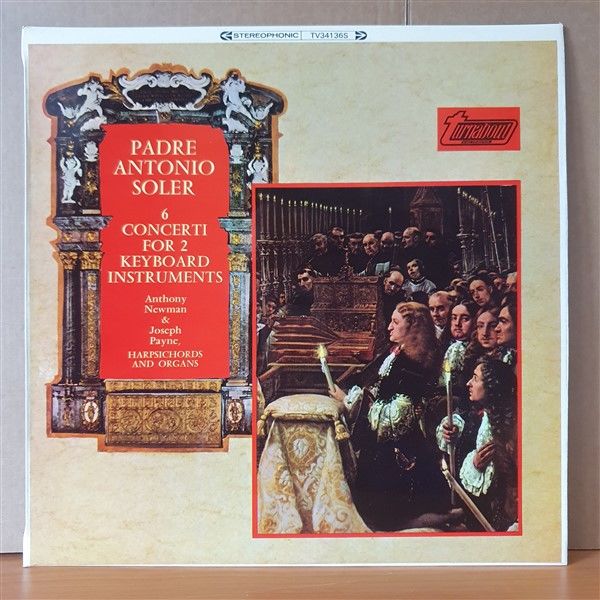 STEREOPHONIC TV34136S
turnabout
PADRE
ANTONIO
SOLER
6
CONCERTI
FOR 2
KEYBOARD
INSTRUMENTS
Anthony
Newman
&
Joseph
Payne,
HARPSICHORDS
AND ORGANS